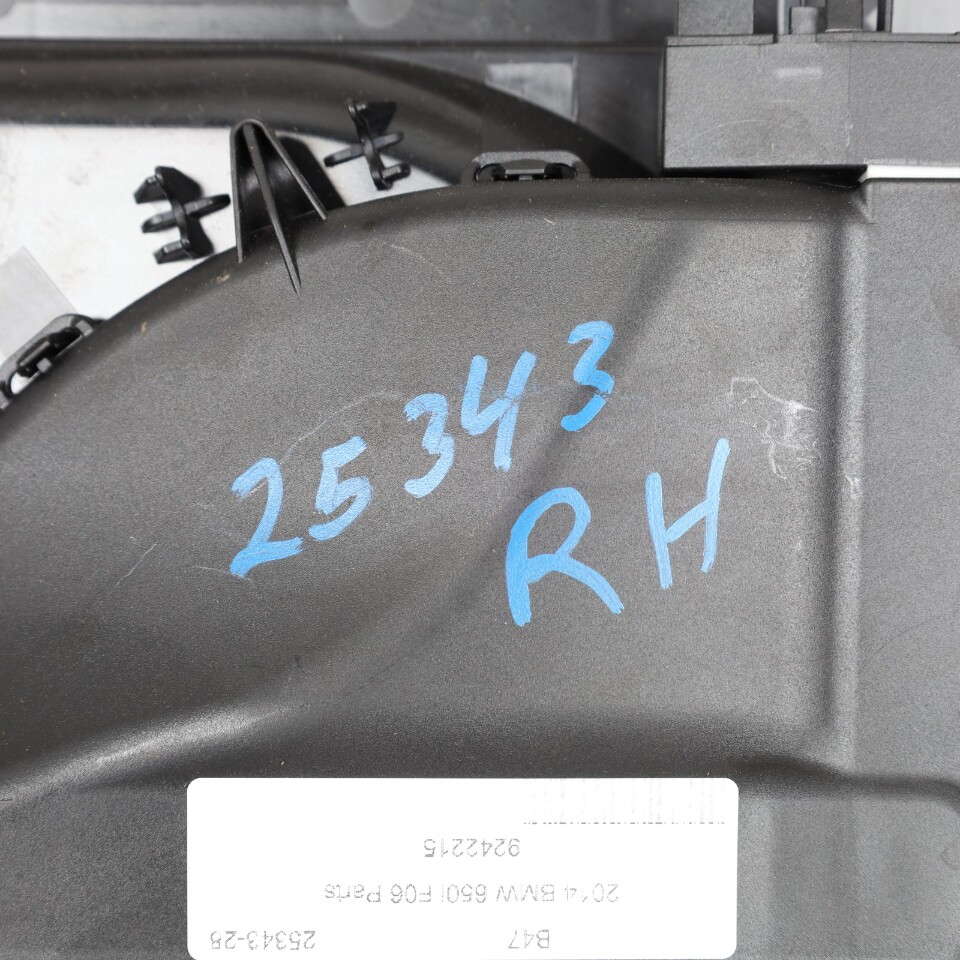 25343
RH
B47 25343-28
2014 BMW 650i F06 Parts
9242215